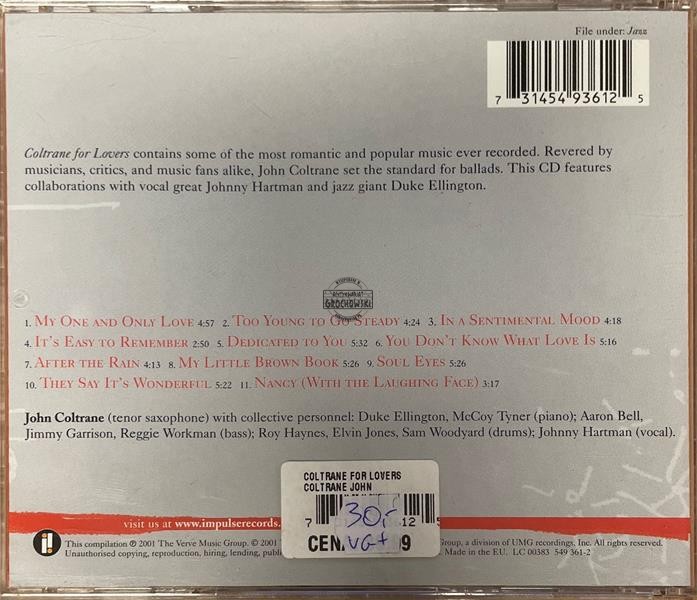 File under: Jazz
7 31454 93612 5
Coltrane for Lovers contains some of the most romantic and popular music ever recorded. Revered by
musicians, critics, and music fans alike, John Coltrane set the standard for ballads. This CD features
collaborations with vocal great Johnny Hartman and jazz giant Duke Ellington.
GROCHOWSKI
1. My One and Only Love 4:57 2. Too Young to Go Steady 4:24 3. In a Sentimental Mood 4:18
4. It's Easy to Remember 2:50 5. Dedicated to You 5:32 6. You Don't Know What Love Is 5:16
7. After the Rain 4:13 8. My Little Brown Book 5:26 9. Soul Eyes 5:26
10. They Say It's Wonderful 5:22 11. Nancy (With the Laughing Face) 3:17
John Coltrane (tenor saxophone) with collective personnel: Duke Ellington, McCoy Tyner (piano); Aaron Bell,
Jimmy Garrison, Reggie Workman (bass); Roy Haynes, Elvin Jones, Sam Woodyard (drums); Johnny Hartman (vocal).
COLTRANE FOR LOVERS
COLTRANE JOHN
7 12 5
30,-
CEN 9
VG+
visit us at www.impulserecords.
This compilation ℗ 2001 The Verve Music Group. © 2001 Group, a division of UMG recordings, Inc. All rights reserved.
Unauthorised copying, reproduction, hiring, lending, publ Made in the EU. LC 00383 549 361-2